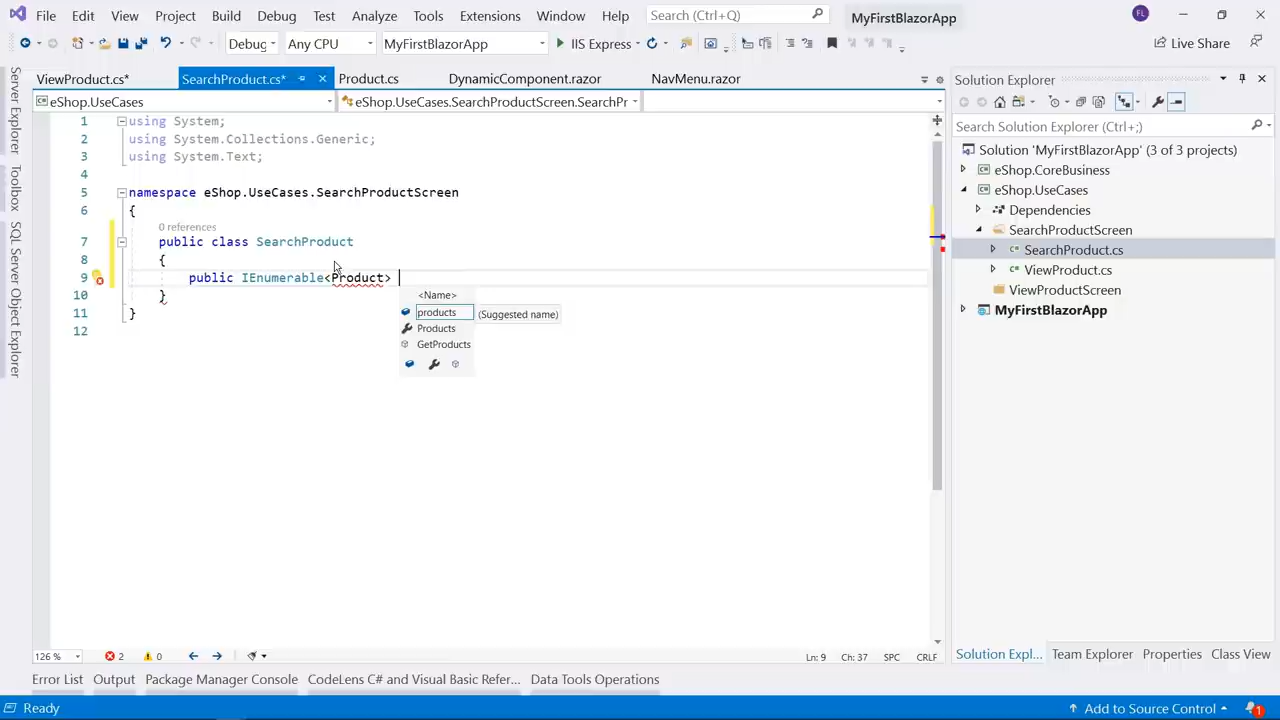 File Edit View Project Build Debug Test Analyze Tools Extensions Window Help Search (Ctrl+Q) MyFirstBlazorApp FL
Debug Any CPU MyFirstBlazorApp IIS Express Live Share
ViewProduct.cs* SearchProduct.cs* Product.cs DynamicComponent.razor NavMenu.razor
eShop.UseCases eShop.UseCases.SearchProductScreen.SearchPr
1 using System;
2 using System.Collections.Generic;
3 using System.Text;
4
5 namespace eShop.UseCases.SearchProductScreen
6 {
0 references
7 public class SearchProduct
8 {
9 public IEnumerable<Product>
10 }
11 }
12
<Name>
products (Suggested name)
Products
GetProducts
Server Explorer
Toolbox
SQL Server Object Explorer
Solution Explorer
Search Solution Explorer (Ctrl+;)
Solution 'MyFirstBlazorApp' (3 of 3 projects)
eShop.CoreBusiness
eShop.UseCases
Dependencies
SearchProductScreen
SearchProduct.cs
ViewProduct.cs
ViewProductScreen
MyFirstBlazorApp
126 % 2 0 Ln: 9 Ch: 37 SPC CRLF
Solution Expl... Team Explorer Properties Class View
Error List Output Package Manager Console CodeLens C# and Visual Basic Refer... Data Tools Operations
Ready Add to Source Control 1